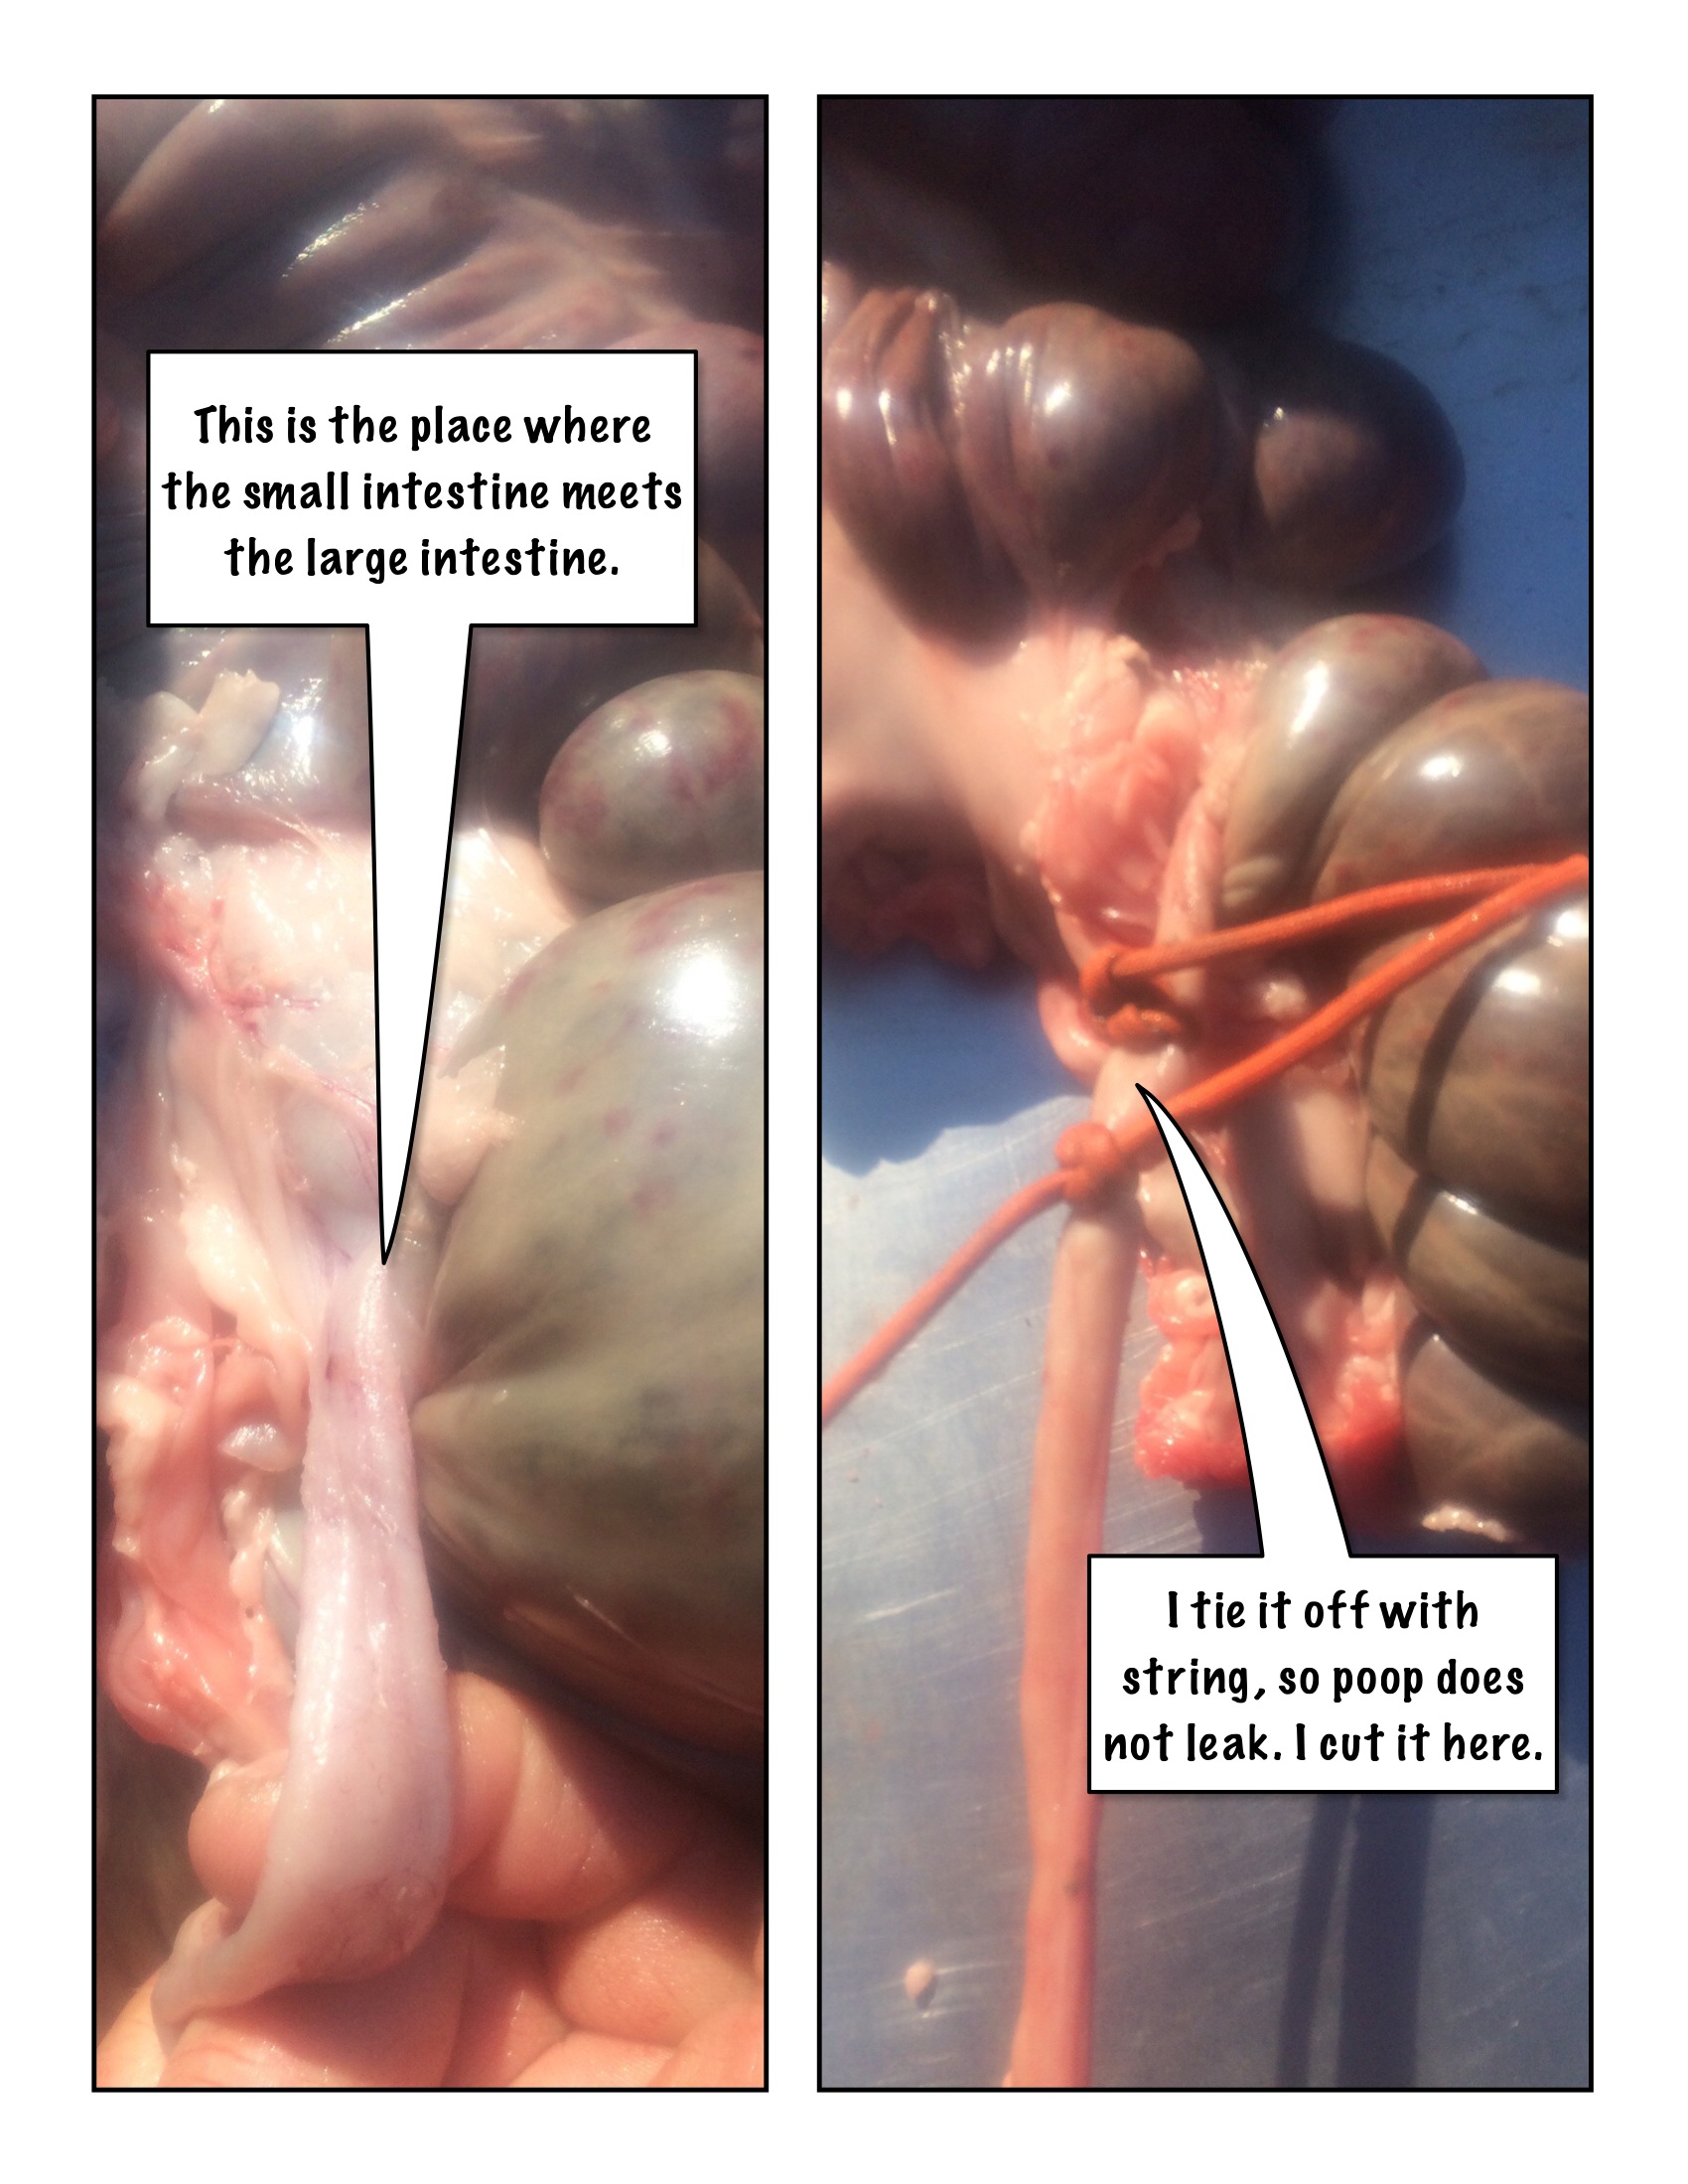 This is the place where
the small intestine meets
the large intestine.
I tie it off with
string, so poop does
not leak. I cut it here.